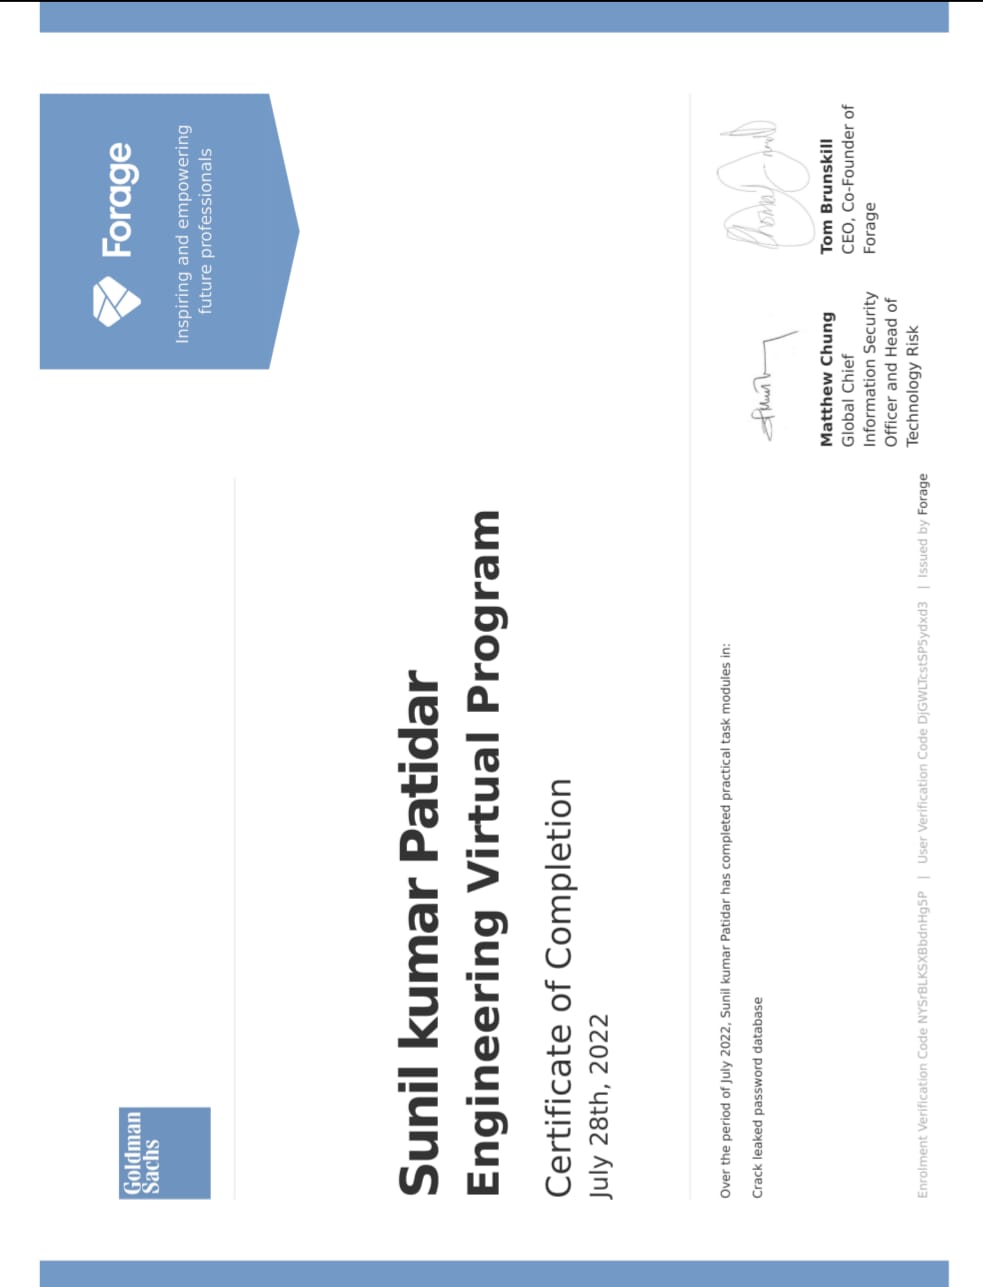 Goldman
Sachs
Forage
Inspiring and empowering
future professionals
Sunil kumar Patidar
Engineering Virtual Program
Certificate of Completion
July 28th, 2022
Over the period of July 2022, Sunil kumar Patidar has completed practical task modules in:
Crack leaked password database
Matthew Chung
Global Chief
Information Security
Officer and Head of
Technology Risk
Tom Brunskill
CEO, Co-Founder of
Forage
Enrolment Verification Code NYSrBLKSXBbdnHg5P | User Verification Code DjGWLTcstSP5ydxd3 | Issued by Forage